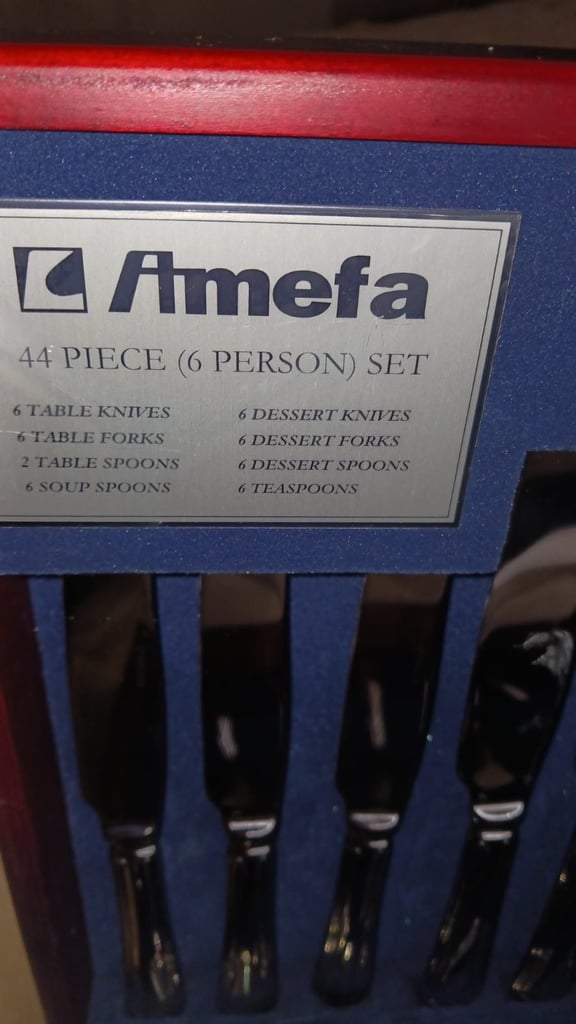 Amefa
44 PIECE (6 PERSON) SET
6 TABLE KNIVES
6 TABLE FORKS
2 TABLE SPOONS
6 SOUP SPOONS
6 DESSERT KNIVES
6 DESSERT FORKS
6 DESSERT SPOONS
6 TEASPOONS